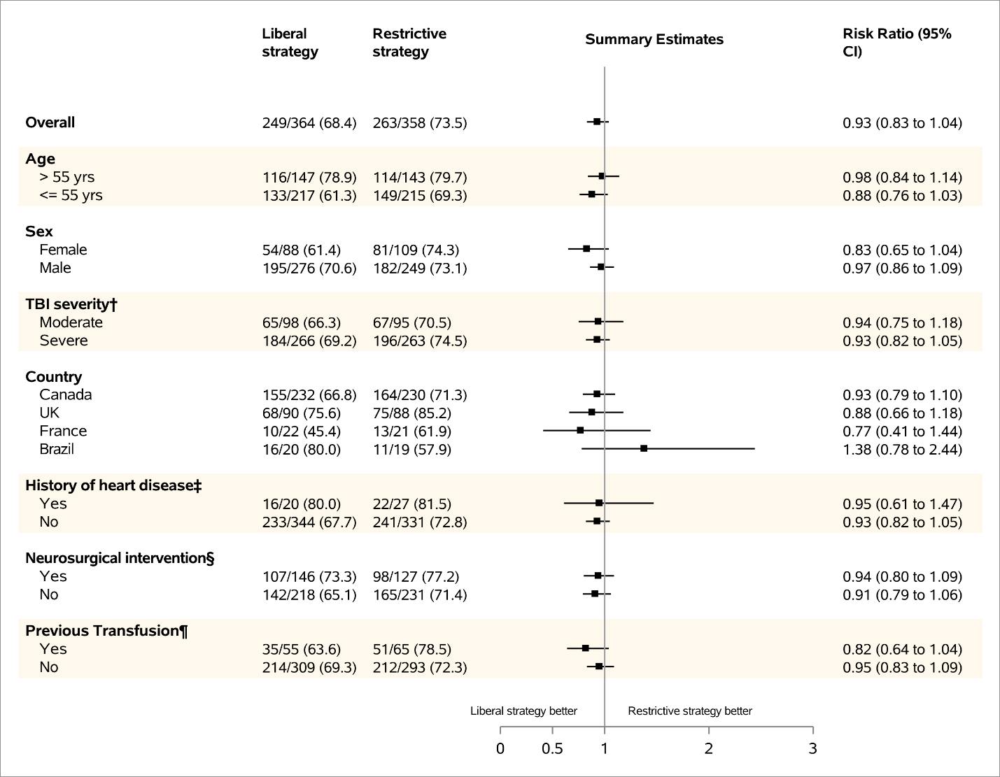 Liberal strategy Restrictive strategy Summary Estimates Risk Ratio (95% CI)
Overall 249/364 (68.4) 263/358 (73.5) 0.93 (0.83 to 1.04)
Age
> 55 yrs 116/147 (78.9) 114/143 (79.7) 0.98 (0.84 to 1.14)
<= 55 yrs 133/217 (61.3) 149/215 (69.3) 0.88 (0.76 to 1.03)
Sex
Female 54/88 (61.4) 81/109 (74.3) 0.83 (0.65 to 1.04)
Male 195/276 (70.6) 182/249 (73.1) 0.97 (0.86 to 1.09)
TBI severity†
Moderate 65/98 (66.3) 67/95 (70.5) 0.94 (0.75 to 1.18)
Severe 184/266 (69.2) 196/263 (74.5) 0.93 (0.82 to 1.05)
Country
Canada 155/232 (66.8) 164/230 (71.3) 0.93 (0.79 to 1.10)
UK 68/90 (75.6) 75/88 (85.2) 0.88 (0.66 to 1.18)
France 10/22 (45.4) 13/21 (61.9) 0.77 (0.41 to 1.44)
Brazil 16/20 (80.0) 11/19 (57.9) 1.38 (0.78 to 2.44)
History of heart disease‡
Yes 16/20 (80.0) 22/27 (81.5) 0.95 (0.61 to 1.47)
No 233/344 (67.7) 241/331 (72.8) 0.93 (0.82 to 1.05)
Neurosurgical intervention§
Yes 107/146 (73.3) 98/127 (77.2) 0.94 (0.80 to 1.09)
No 142/218 (65.1) 165/231 (71.4) 0.91 (0.79 to 1.06)
Previous Transfusion¶
Yes 35/55 (63.6) 51/65 (78.5) 0.82 (0.64 to 1.04)
No 214/309 (69.3) 212/293 (72.3) 0.95 (0.83 to 1.09)
Liberal strategy better Restrictive strategy better
0 0.5 1 2 3